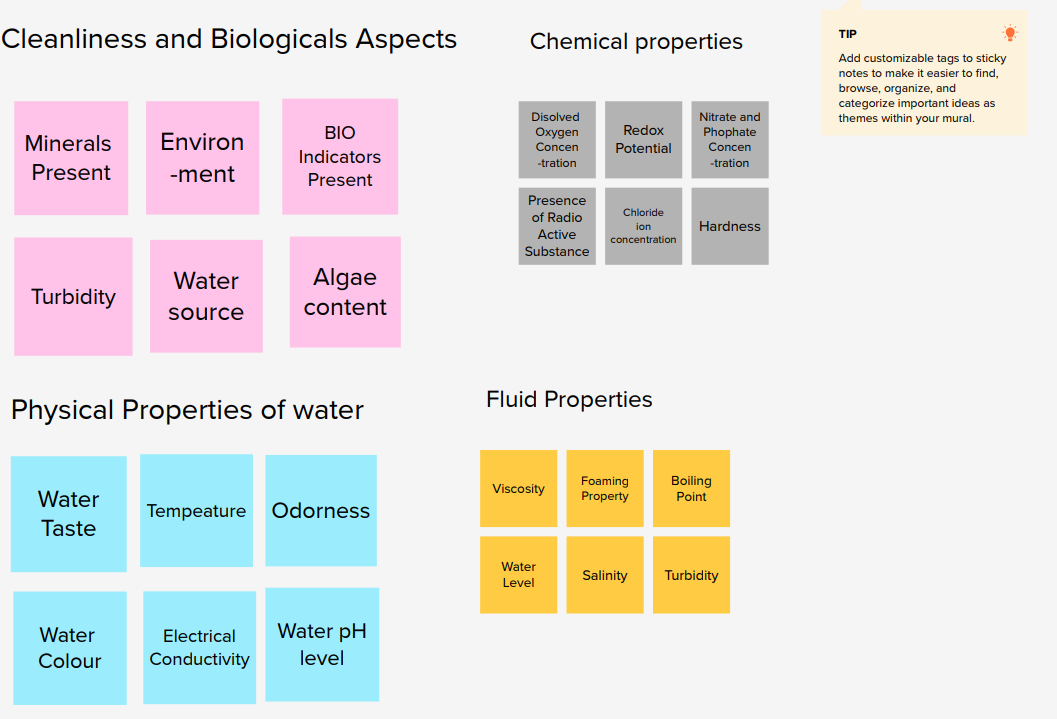 Cleanliness and Biologicals Aspects
Minerals
Present
Environ
-ment
BIO
Indicators
Present
Turbidity
Water
source
Algae
content
Chemical properties
Disolved
Oxygen
Concen
-tration
Redox
Potential
Nitrate and
Phophate
Concen
-tration
Presence
of Radio
Active
Substance
Chloride
ion
concentration
Hardness
TIP
Add customizable tags to sticky
notes to make it easier to find,
browse, organize, and
categorize important ideas as
themes within your mural.
Physical Properties of water
Water
Taste
Tempeature
Odorness
Water
Colour
Electrical
Conductivity
Water pH
level
Fluid Properties
Viscosity
Foaming
Property
Boiling
Point
Water
Level
Salinity
Turbidity